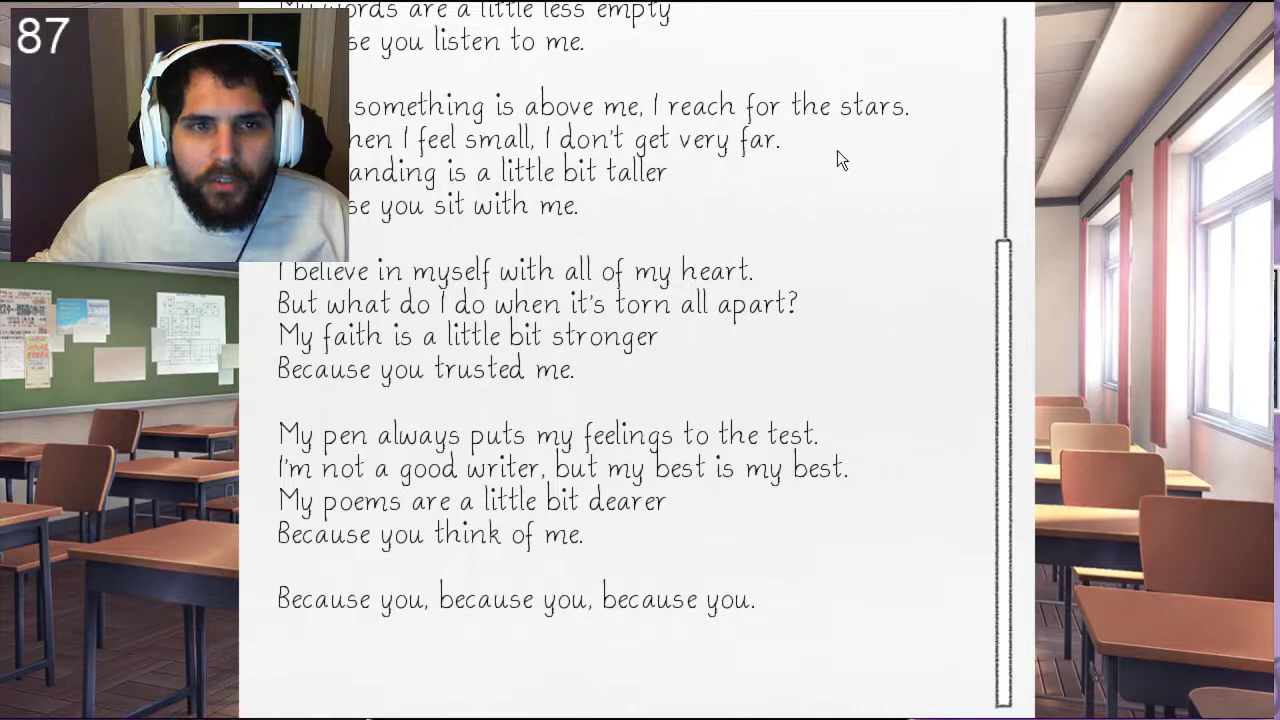 87
My words are a little less empty
se you listen to me.
something is above me, I reach for the stars.
hen I feel small, I don't get very far.
anding is a little bit taller
se you sit with me.
I believe in myself with all of my heart.
But what do I do when it's torn all apart?
My faith is a little bit stronger
Because you trusted me.
My pen always puts my feelings to the test.
I'm not a good writer, but my best is my best.
My poems are a little bit dearer
Because you think of me.
Because you, because you, because you.